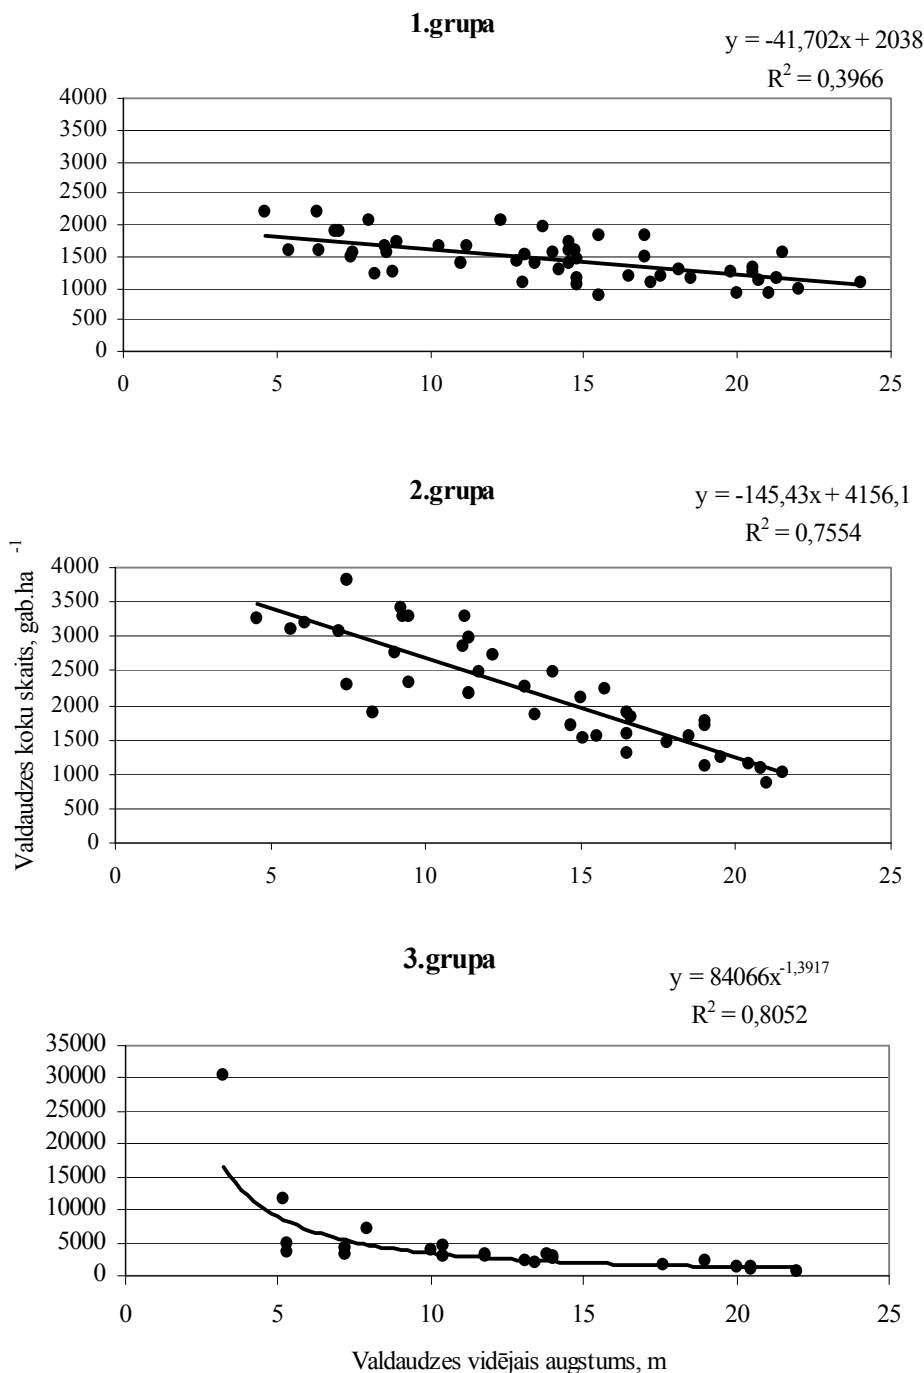 1.grupa
y = -41,702x + 2038
R² = 0,3966
4000
3500
3000
2500
2000
1500
1000
500
0
0 5 10 15 20 25
2.grupa
y = -145,43x + 4156,1
R² = 0,7554
Valdaudzes koku skaits, gab.ha ⁻¹
4000
3500
3000
2500
2000
1500
1000
500
0
0 5 10 15 20 25
3.grupa
y = 84066x⁻¹,³⁹¹⁷
R² = 0,8052
35000
30000
25000
20000
15000
10000
5000
0
0 5 10 15 20 25
Valdaudzes vidējais augstums, m